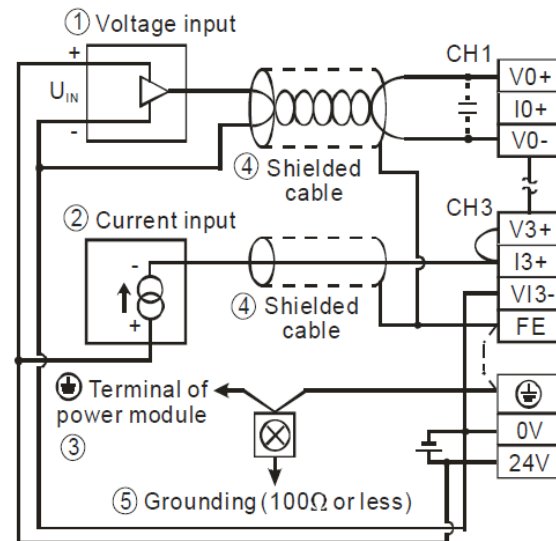 ① Voltage input
+
U_IN
-
④ Shielded
cable
CH1
V0+
I0+
V0-
② Current input
-
+
④ Shielded
cable
CH3
V3+
I3+
VI3-
FE
Terminal of
power module
③
0V
24V
⑤ Grounding (100Ω or less)